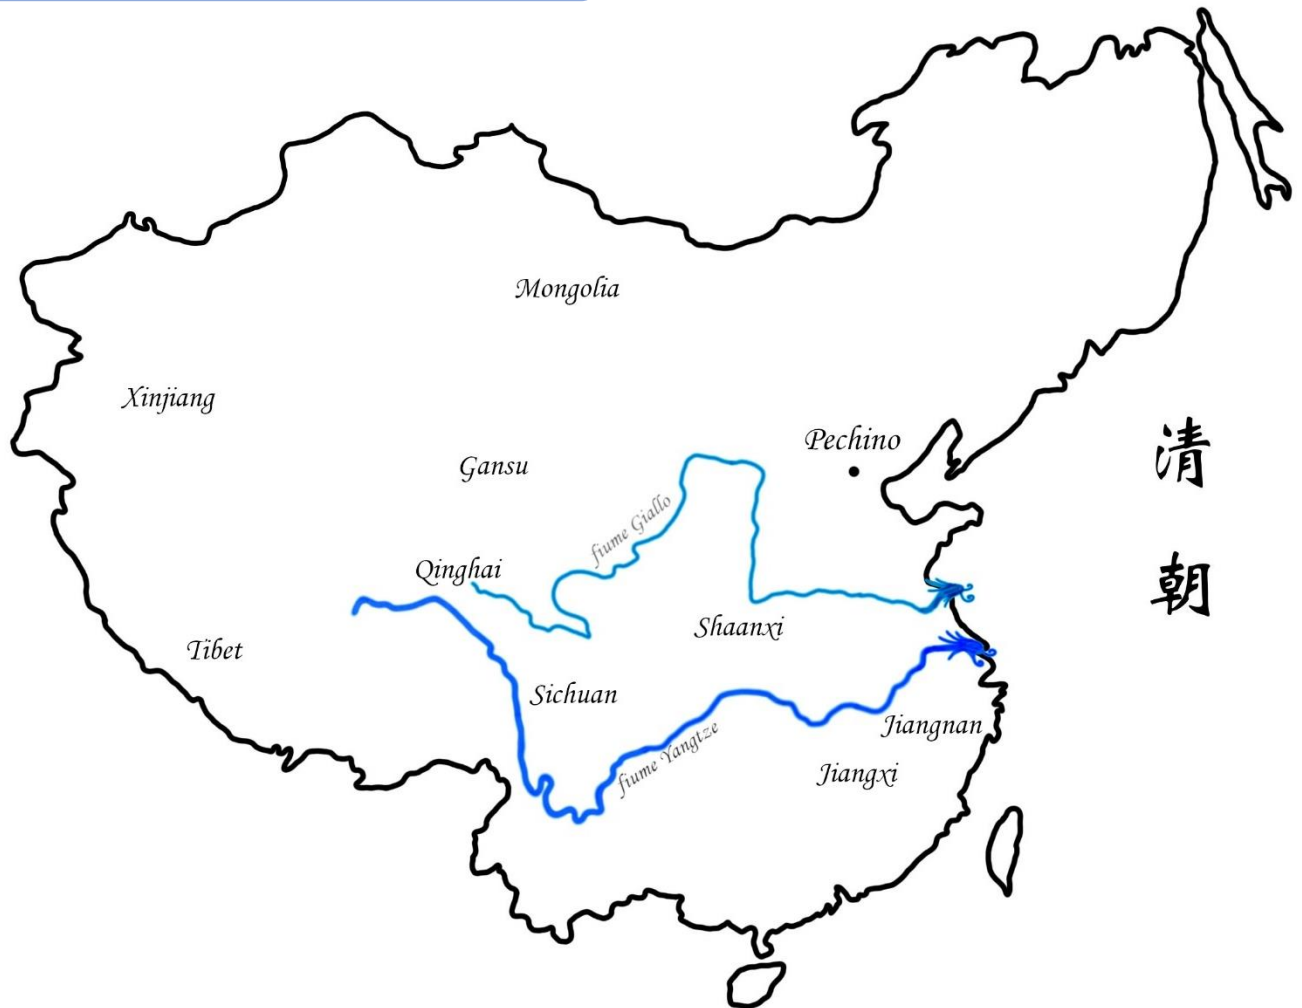 Mongolia
Xinjiang
Pechino
Gansu
fiume Giallo
Qinghai
Shaanxi
Tibet
Sichuan
Jiangnan
fiume Yangtze
Jiangxi
清
朝